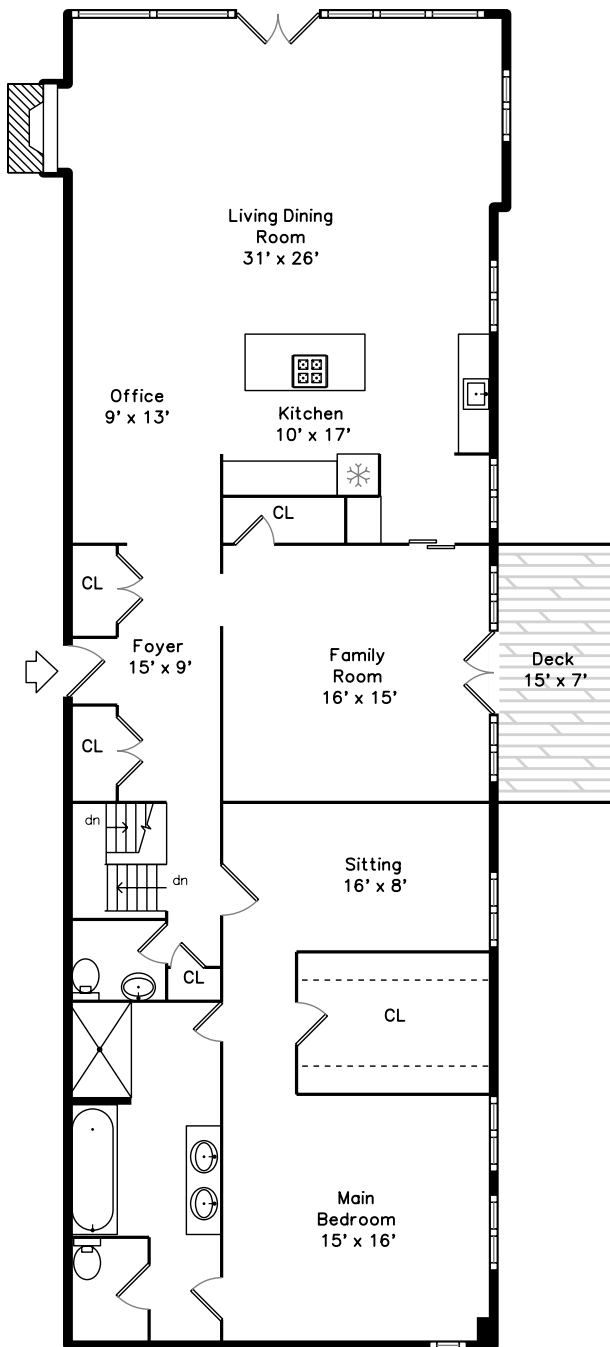 Living Dining
Room
31' x 26'
Office
9' x 13'
Kitchen
10' x 17'
CL
CL
Foyer
15' x 9'
Family
Room
16' x 15'
Deck
15' x 7'
CL
dn
dn
Sitting
16' x 8'
CL
CL
Main
Bedroom
15' x 16'